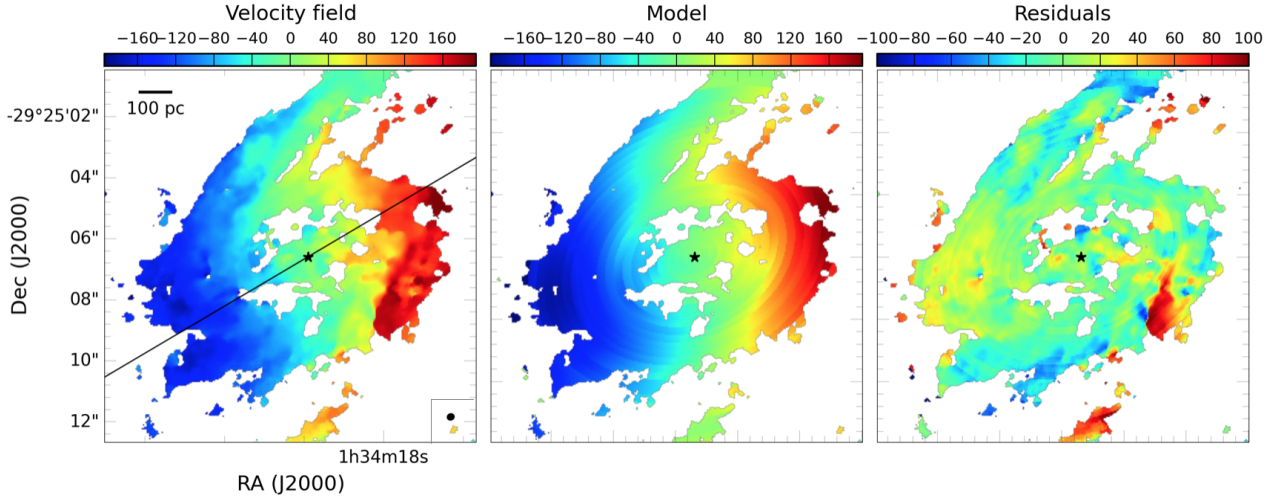 Velocity field Model Residuals
−160−120−80 −40 0 40 80 120 160 −160−120−80 −40 0 40 80 120 160 −100−80 −60 −40 −20 0 20 40 60 80 100
100 pc
-29°25'02"
04"
06"
08"
10"
12"
Dec (J2000)
1h34m18s
RA (J2000)